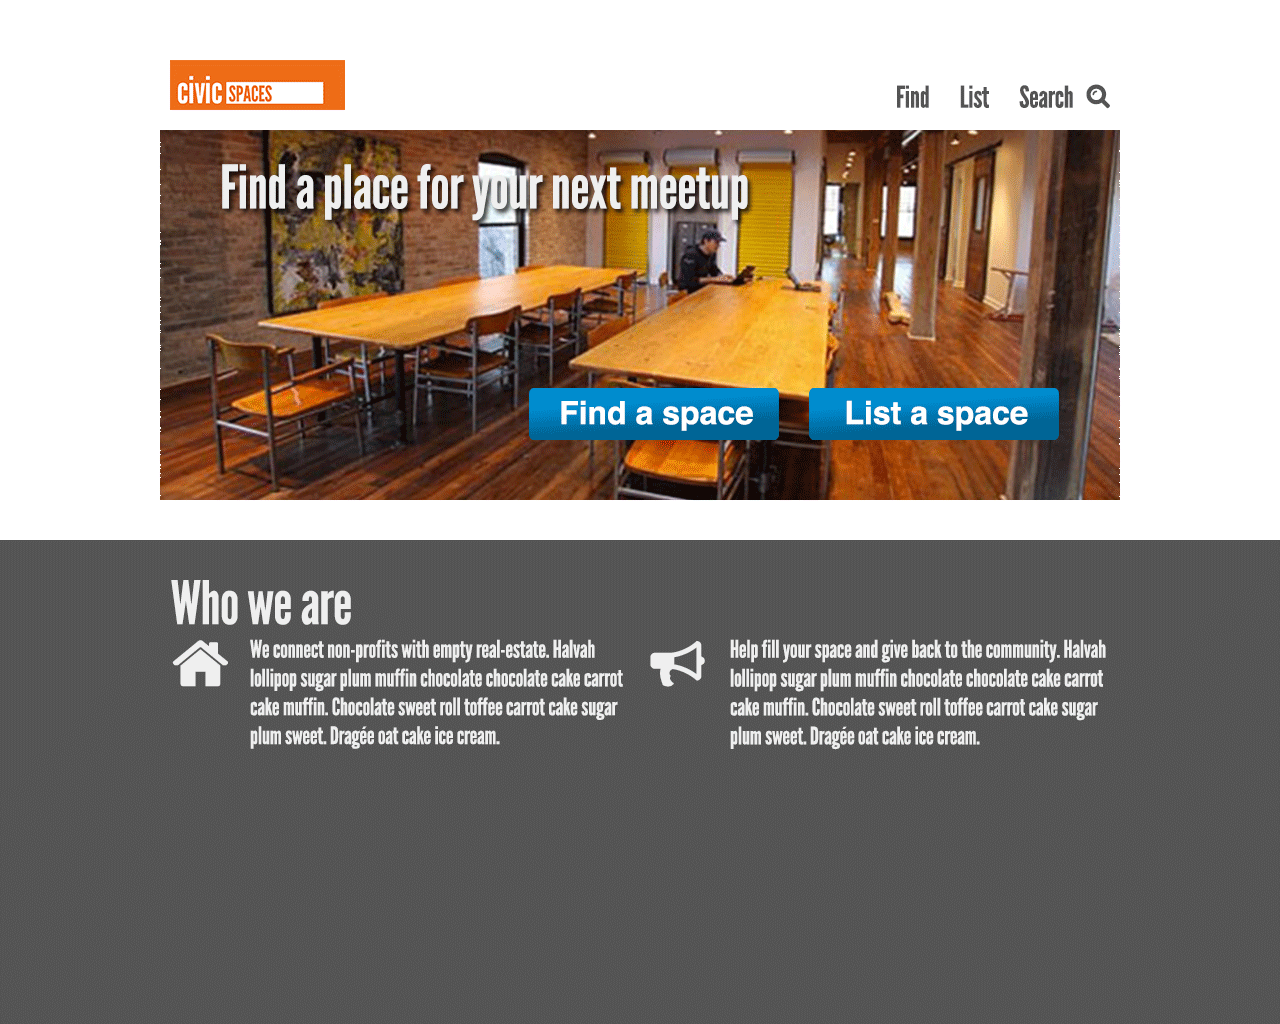 civic SPACES
Find List Search
Find a place for your next meetup
Find a space List a space
Who we are
We connect non-profits with empty real-estate. Halvah
lollipop sugar plum muffin chocolate chocolate cake carrot
cake muffin. Chocolate sweet roll toffee carrot cake sugar
plum sweet. Dragée oat cake ice cream.
Help fill your space and give back to the community. Halvah
lollipop sugar plum muffin chocolate chocolate cake carrot
cake muffin. Chocolate sweet roll toffee carrot cake sugar
plum sweet. Dragée oat cake ice cream.